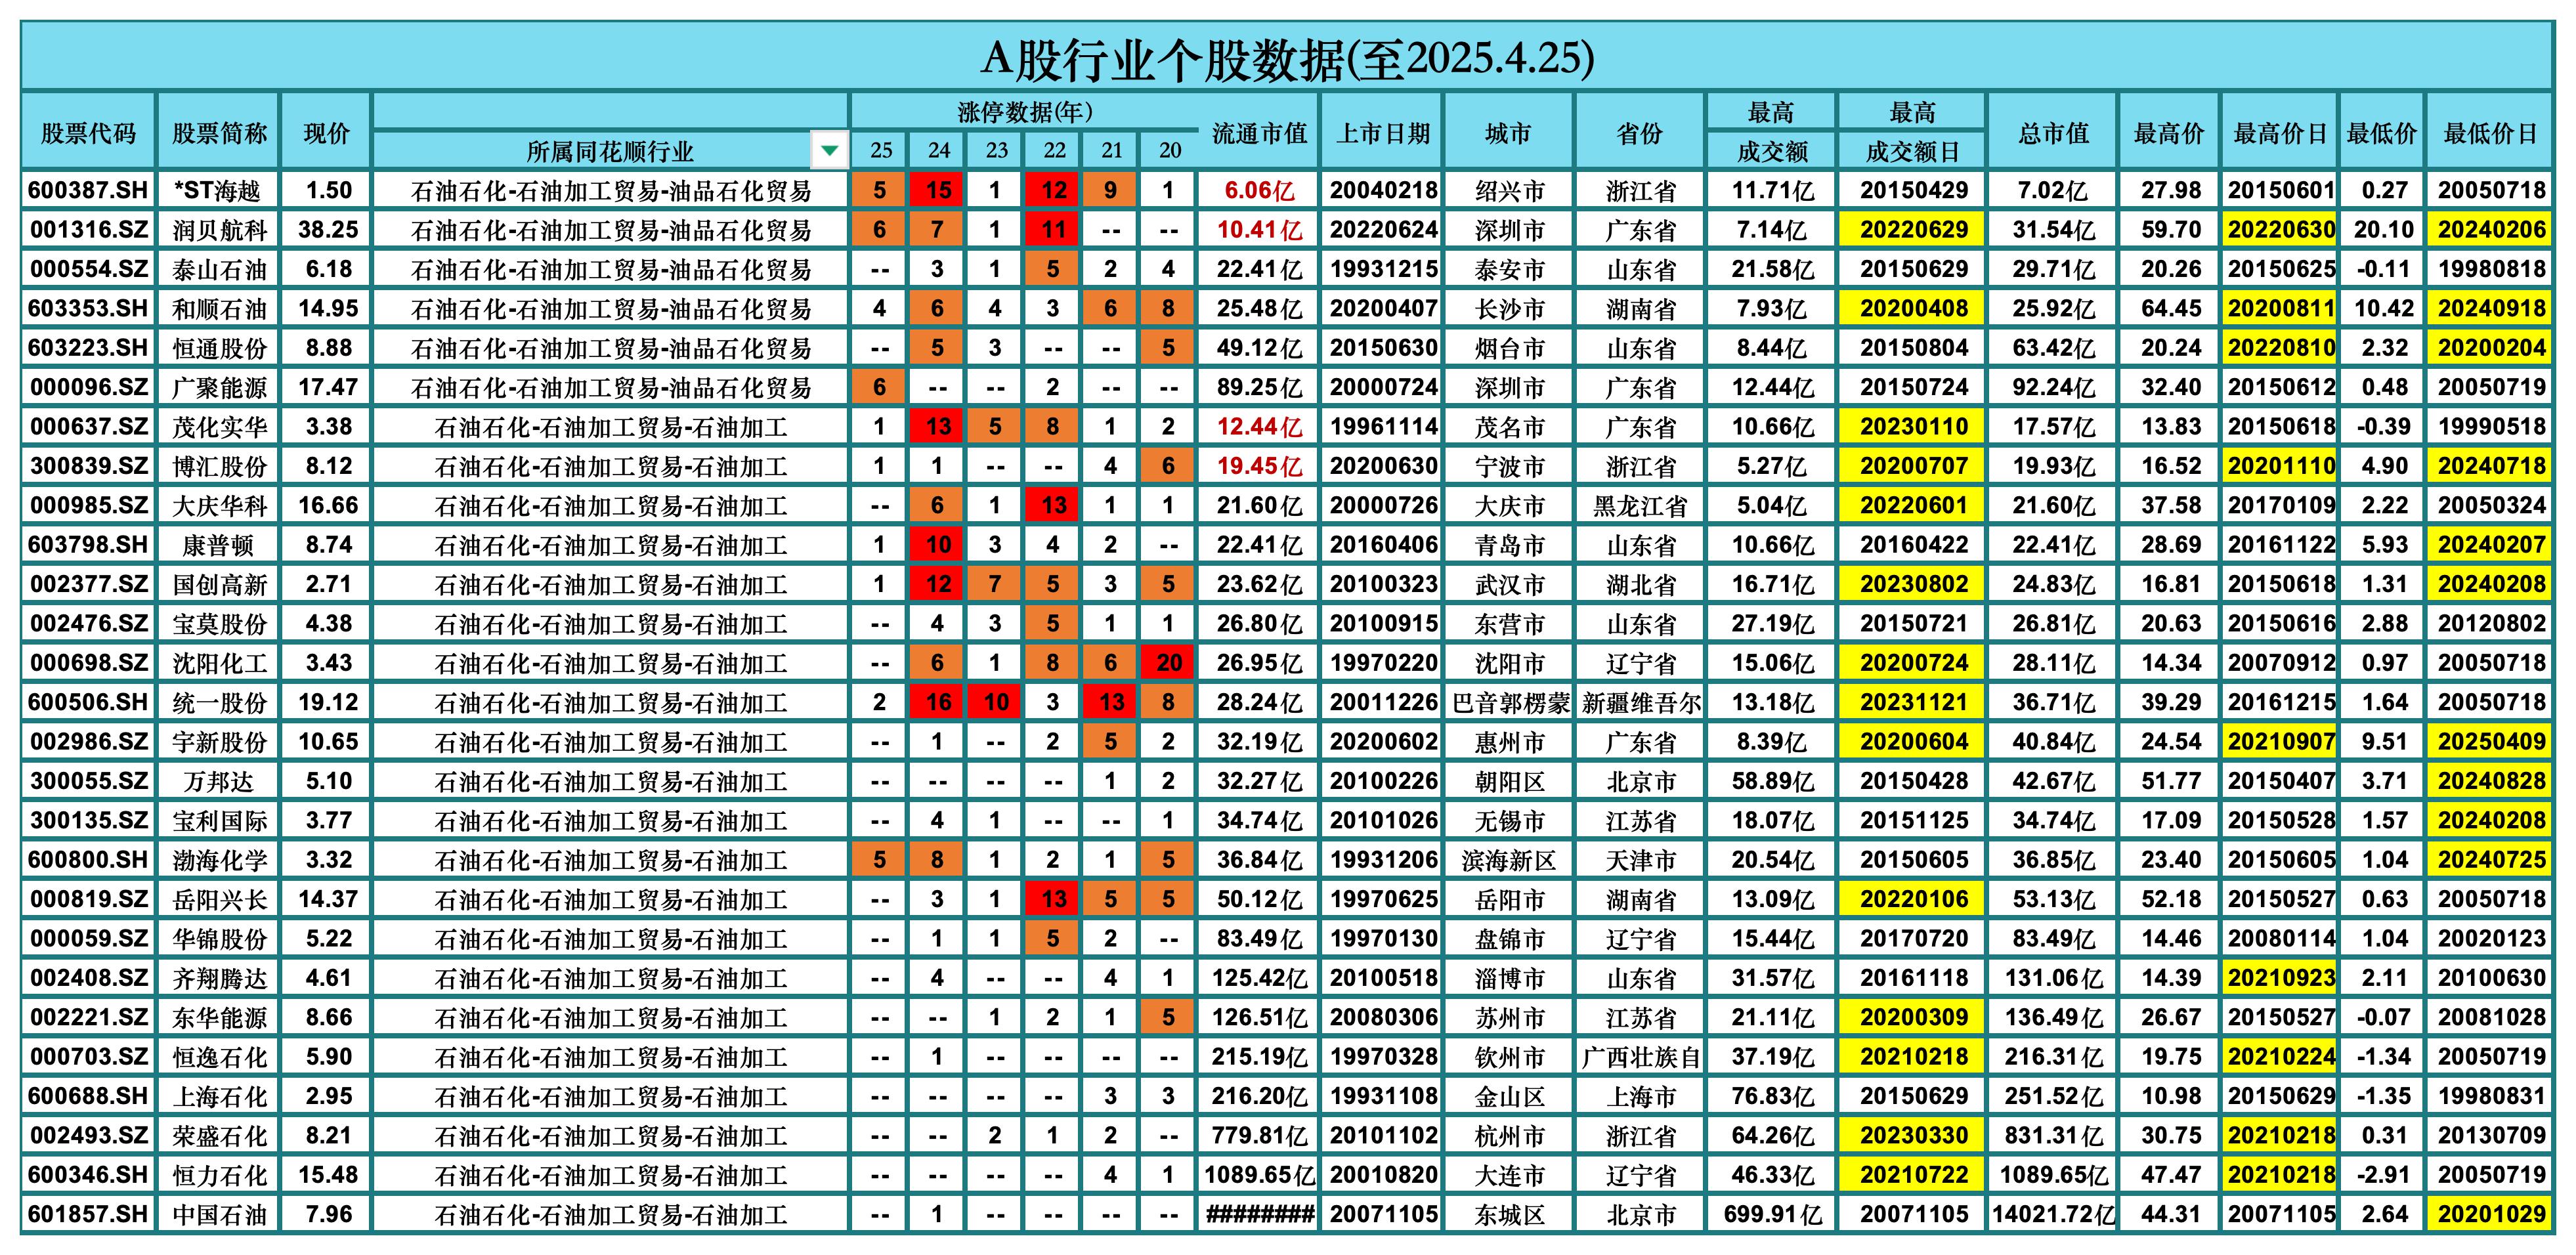 A股行业个股数据(至2025.4.25)
股票代码 股票简称 现价 所属同花顺行业 涨停数据(年) 25 24 23 22 21 20 流通市值 上市日期 城市 省份 最高成交额 最高成交额日 总市值 最高价 最高价日 最低价 最低价日
600387.SH *ST海越 1.50 石油石化-石油加工贸易-油品石化贸易 5 15 1 12 9 1 6.06亿 20040218 绍兴市 浙江省 11.71亿 20150429 7.02亿 27.98 20150601 0.27 20050718
001316.SZ 润贝航科 38.25 石油石化-石油加工贸易-油品石化贸易 6 7 1 11 -- -- 10.41亿 20220624 深圳市 广东省 7.14亿 20220629 31.54亿 59.70 20220630 20.10 20240206
000554.SZ 泰山石油 6.18 石油石化-石油加工贸易-油品石化贸易 -- 3 1 5 2 4 22.41亿 19931215 泰安市 山东省 21.58亿 20150629 29.71亿 20.26 20150625 -0.11 19980818
603353.SH 和顺石油 14.95 石油石化-石油加工贸易-油品石化贸易 4 6 4 3 6 8 25.48亿 20200407 长沙市 湖南省 7.93亿 20200408 25.92亿 64.45 20200811 10.42 20240918
603223.SH 恒通股份 8.88 石油石化-石油加工贸易-油品石化贸易 -- 5 3 -- -- 5 49.12亿 20150630 烟台市 山东省 8.44亿 20150804 63.42亿 20.24 20220810 2.32 20200204
000096.SZ 广聚能源 17.47 石油石化-石油加工贸易-油品石化贸易 6 -- -- 2 -- -- 89.25亿 20000724 深圳市 广东省 12.44亿 20150724 92.24亿 32.40 20150612 0.48 20050719
000637.SZ 茂化实华 3.38 石油石化-石油加工贸易-石油加工 1 13 5 8 1 2 12.44亿 19961114 茂名市 广东省 10.66亿 20230110 17.57亿 13.83 20150618 -0.39 19990518
300839.SZ 博汇股份 8.12 石油石化-石油加工贸易-石油加工 1 1 -- -- 4 6 19.45亿 20200630 宁波市 浙江省 5.27亿 20200707 19.93亿 16.52 20201110 4.90 20240718
000985.SZ 大庆华科 16.66 石油石化-石油加工贸易-石油加工 -- 6 1 13 1 1 21.60亿 20000726 大庆市 黑龙江省 5.04亿 20220601 21.60亿 37.58 20170109 2.22 20050324
603798.SH 康普顿 8.74 石油石化-石油加工贸易-石油加工 1 10 3 4 2 -- 22.41亿 20160406 青岛市 山东省 10.66亿 20160422 22.41亿 28.69 20161122 5.93 20240207
002377.SZ 国创高新 2.71 石油石化-石油加工贸易-石油加工 1 12 7 5 3 5 23.62亿 20100323 武汉市 湖北省 16.71亿 20230802 24.83亿 16.81 20150618 1.31 20240208
002476.SZ 宝莫股份 4.38 石油石化-石油加工贸易-石油加工 -- 4 3 5 1 1 26.80亿 20100915 东营市 山东省 27.19亿 20150721 26.81亿 20.63 20150616 2.88 20120802
000698.SZ 沈阳化工 3.43 石油石化-石油加工贸易-石油加工 -- 6 1 8 6 20 26.95亿 19970220 沈阳市 辽宁省 15.06亿 20200724 28.11亿 14.34 20070912 0.97 20050718
600506.SH 统一股份 19.12 石油石化-石油加工贸易-石油加工 2 16 10 3 13 8 28.24亿 20011226 巴音郭楞蒙 新疆维吾尔 13.18亿 20231121 36.71亿 39.29 20161215 1.64 20050718
002986.SZ 宇新股份 10.65 石油石化-石油加工贸易-石油加工 -- 1 -- 2 5 2 32.19亿 20200602 惠州市 广东省 8.39亿 20200604 40.84亿 24.54 20210907 9.51 20250409
300055.SZ 万邦达 5.10 石油石化-石油加工贸易-石油加工 -- -- -- -- 1 2 32.27亿 20100226 朝阳区 北京市 58.89亿 20150428 42.67亿 51.77 20150407 3.71 20240828
300135.SZ 宝利国际 3.77 石油石化-石油加工贸易-石油加工 -- 4 1 -- -- 1 34.74亿 20101026 无锡市 江苏省 18.07亿 20151125 34.74亿 17.09 20150528 1.57 20240208
600800.SH 渤海化学 3.32 石油石化-石油加工贸易-石油加工 5 8 1 2 1 5 36.84亿 19931206 滨海新区 天津市 20.54亿 20150605 36.85亿 23.40 20150605 1.04 20240725
000819.SZ 岳阳兴长 14.37 石油石化-石油加工贸易-石油加工 -- 3 1 13 5 5 50.12亿 19970625 岳阳市 湖南省 13.09亿 20220106 53.13亿 52.18 20150527 0.63 20050718
000059.SZ 华锦股份 5.22 石油石化-石油加工贸易-石油加工 -- 1 1 5 2 -- 83.49亿 19970130 盘锦市 辽宁省 15.44亿 20170720 83.49亿 14.46 20080114 1.04 20020123
002408.SZ 齐翔腾达 4.61 石油石化-石油加工贸易-石油加工 -- 4 -- -- 4 1 125.42亿 20100518 淄博市 山东省 31.57亿 20161118 131.06亿 14.39 20210923 2.11 20100630
002221.SZ 东华能源 8.66 石油石化-石油加工贸易-石油加工 -- -- 1 2 1 5 126.51亿 20080306 苏州市 江苏省 21.11亿 20200309 136.49亿 26.67 20150527 -0.07 20081028
000703.SZ 恒逸石化 5.90 石油石化-石油加工贸易-石油加工 -- 1 -- -- -- -- 215.19亿 19970328 钦州市 广西壮族自 37.19亿 20210218 216.31亿 19.75 20210224 -1.34 20050719
600688.SH 上海石化 2.95 石油石化-石油加工贸易-石油加工 -- -- -- -- 3 3 216.20亿 19931108 金山区 上海市 76.83亿 20150629 251.52亿 10.98 20150629 -1.35 19980831
002493.SZ 荣盛石化 8.21 石油石化-石油加工贸易-石油加工 -- -- 2 1 2 -- 779.81亿 20101102 杭州市 浙江省 64.26亿 20230330 831.31亿 30.75 20210218 0.31 20130709
600346.SH 恒力石化 15.48 石油石化-石油加工贸易-石油加工 -- -- -- -- 4 1 1089.65亿 20010820 大连市 辽宁省 46.33亿 20210722 1089.65亿 47.47 20210218 -2.91 20050719
601857.SH 中国石油 7.96 石油石化-石油加工贸易-石油加工 -- 1 -- -- -- -- ######## 20071105 东城区 北京市 699.91亿 20071105 14021.72亿 44.31 20071105 2.64 20201029